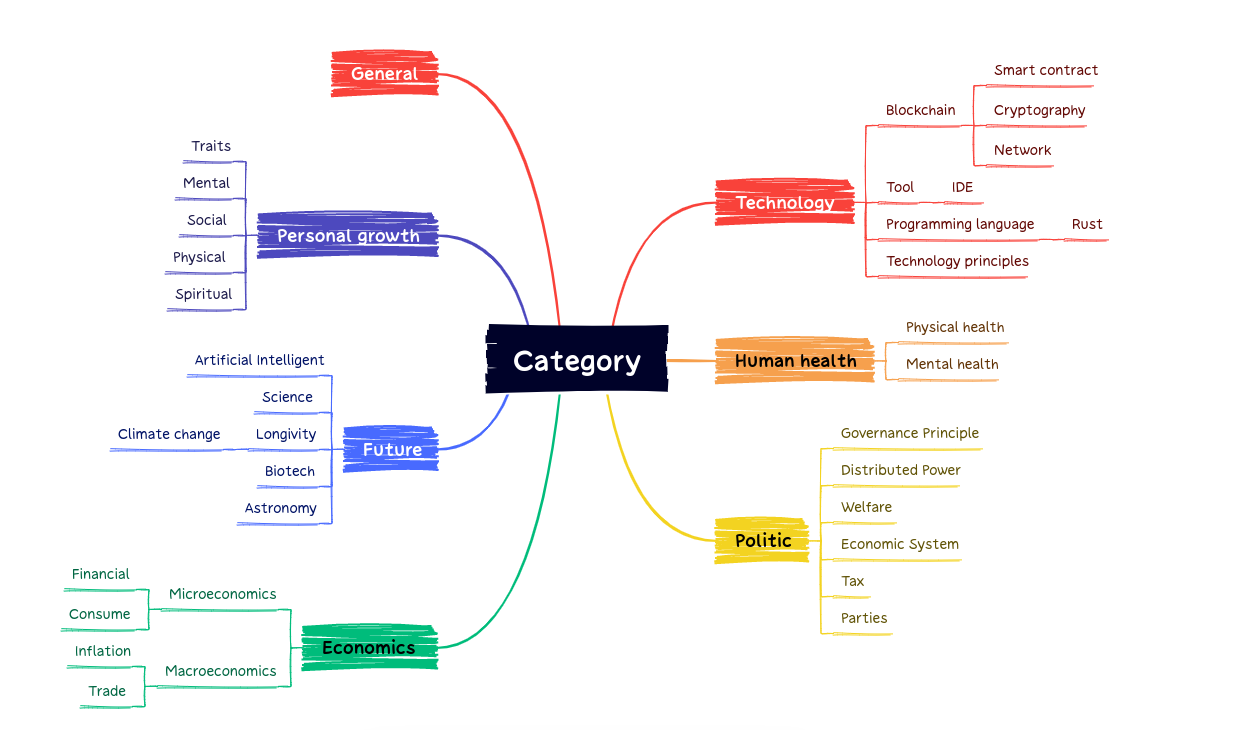 General
Smart contract
Blockchain
Cryptography
Network
Traits
Mental
Social
Physical
Spiritual
Personal growth
Technology
Tool
IDE
Programming language
Rust
Technology principles
Category
Physical health
Human health
Mental health
Artificial Intelligent
Science
Climate change
Longivity
Future
Biotech
Astronomy
Governance Principle
Distributed Power
Welfare
Politic
Economic System
Tax
Parties
Financial
Microeconomics
Consume
Economics
Inflation
Macroeconomics
Trade